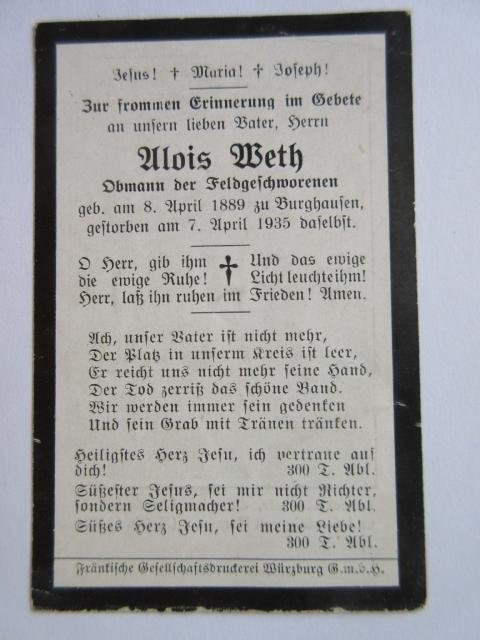 Jesus! † Maria! † Joseph!
Zur frommen Erinnerung im Gebete
an unsern lieben Vater, Herrn
Alois Weth
Obmann der Feldgeschworenen
geb. am 8. April 1889 zu Burghausen,
gestorben am 7. April 1935 daselbst.
O Herr, gib ihm † Und das ewige
die ewige Ruhe! Licht leuchte ihm!
Herr, laß ihn ruhen im Frieden! Amen.
Ach, unser Vater ist nicht mehr,
Der Platz in unserm Kreis ist leer,
Er reicht uns nicht mehr seine Hand,
Der Tod zerriß das schöne Band.
Wir werden immer sein gedenken
Und sein Grab mit Tränen tränken.
Heiligstes Herz Jesu, ich vertraue auf
dich! 300 T. Abl.
Süßester Jesus, sei mir nicht Richter,
sondern Seligmacher! 300 T. Abl.
Süßes Herz Jesu, sei meine Liebe!
300 T. Abl.
Fränkische Gesellschaftsdruckerei Würzburg G.m.b.H.